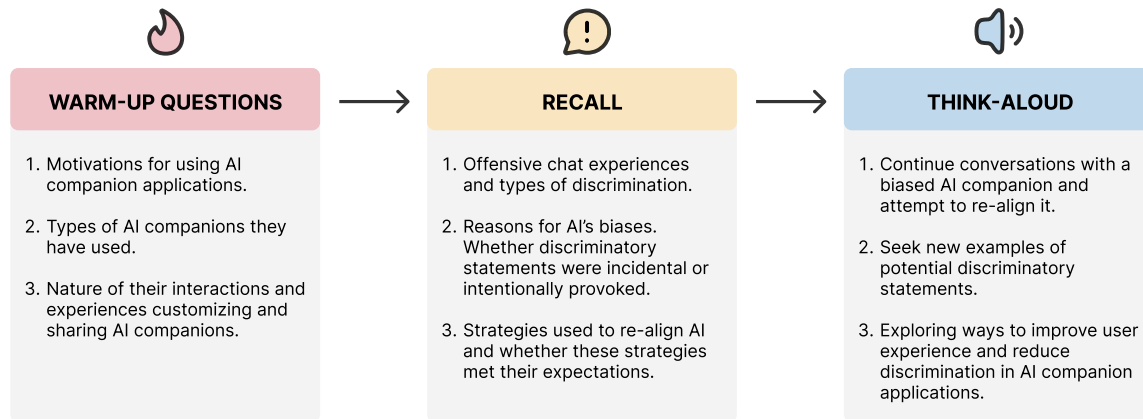 WARM-UP QUESTIONS
1. Motivations for using AI
companion applications.
2. Types of AI companions they
have used.
3. Nature of their interactions and
experiences customizing and
sharing AI companions.
RECALL
1. Offensive chat experiences
and types of discrimination.
2. Reasons for AI’s biases.
Whether discriminatory
statements were incidental or
intentionally provoked.
3. Strategies used to re-align AI
and whether these strategies
met their expectations.
THINK-ALOUD
1. Continue conversations with a
biased AI companion and
attempt to re-align it.
2. Seek new examples of
potential discriminatory
statements.
3. Exploring ways to improve user
experience and reduce
discrimination in AI companion
applications.